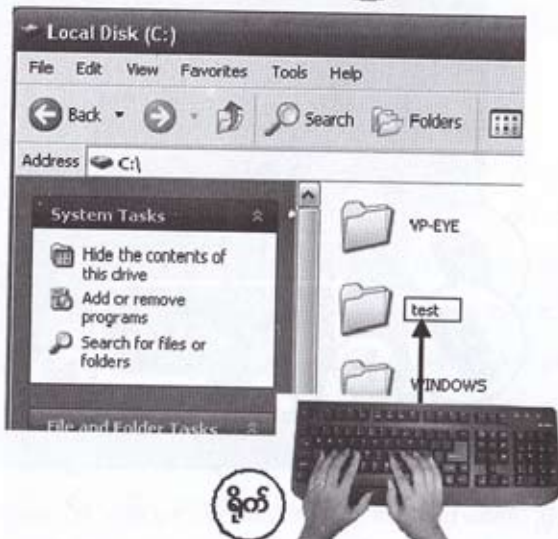 Local Disk (C:)
File Edit View Favorites Tools Help
Back Search Folders
Address C:\
System Tasks
Hide the contents of
this drive
Add or remove
programs
Search for files or
folders
File and Folder Tasks
VP-EYE
test
WINDOWS
ရိုက်